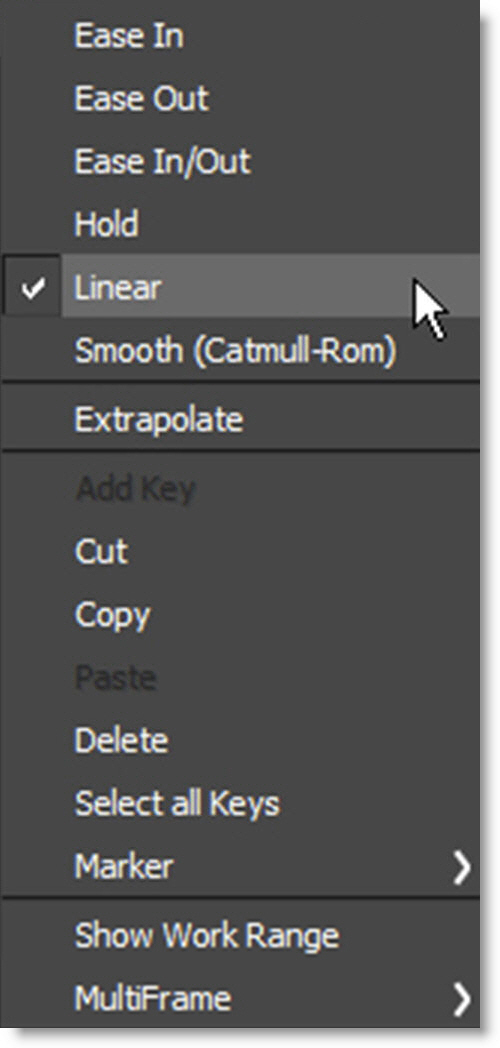 Ease In
Ease Out
Ease In/Out
Hold
Linear
Smooth (Catmull-Rom)
Extrapolate
Add Key
Cut
Copy
Paste
Delete
Select all Keys
Marker
Show Work Range
MultiFrame